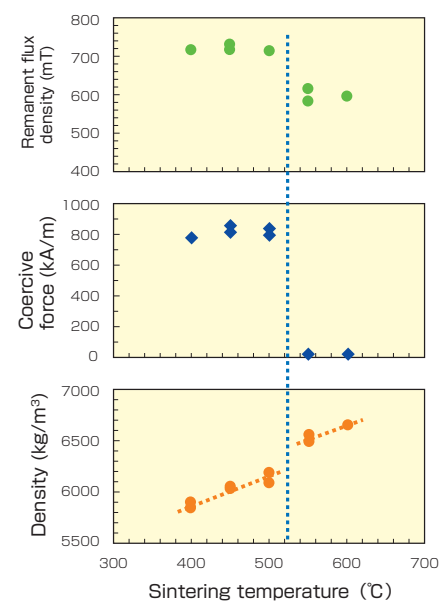 Remanent flux
density (mT)
800
700
600
500
400
Coercive
force (kA/m)
1000
800
600
400
200
0
Density (kg/m³)
7000
6500
6000
5500
300 400 500 600 700
Sintering temperature (℃)